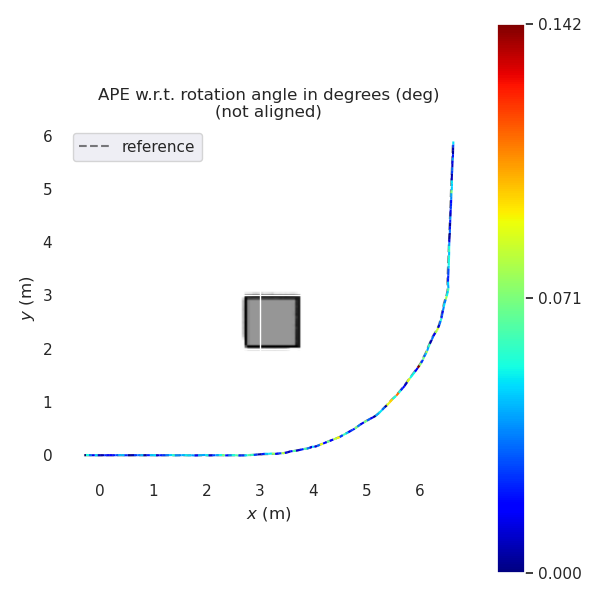 APE w.r.t. rotation angle in degrees (deg)
(not aligned)
reference
6
5
4
3
2
1
0
y (m)
0 1 2 3 4 5 6
x (m)
0.142
0.071
0.000